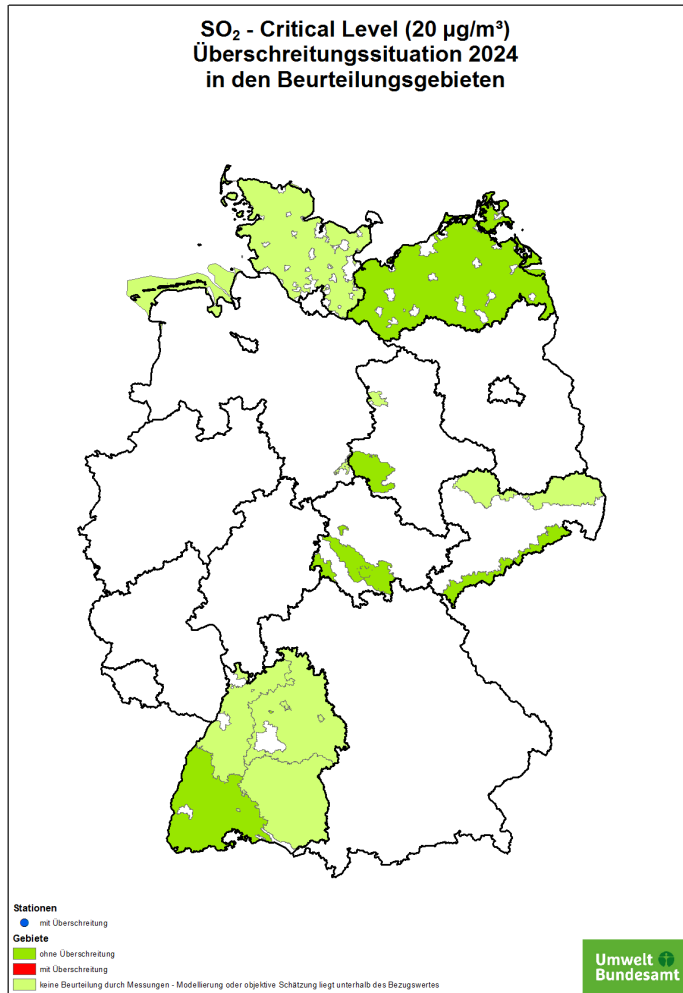 SO₂ - Critical Level (20 µg/m³)
Überschreitungssituation 2024
in den Beurteilungsgebieten
Stationen
mit Überschreitung
Gebiete
ohne Überschreitung
mit Überschreitung
keine Beurteilung durch Messungen - Modellierung oder objektive Schätzung liegt unterhalb des Bezugswertes
Umwelt
Bundesamt